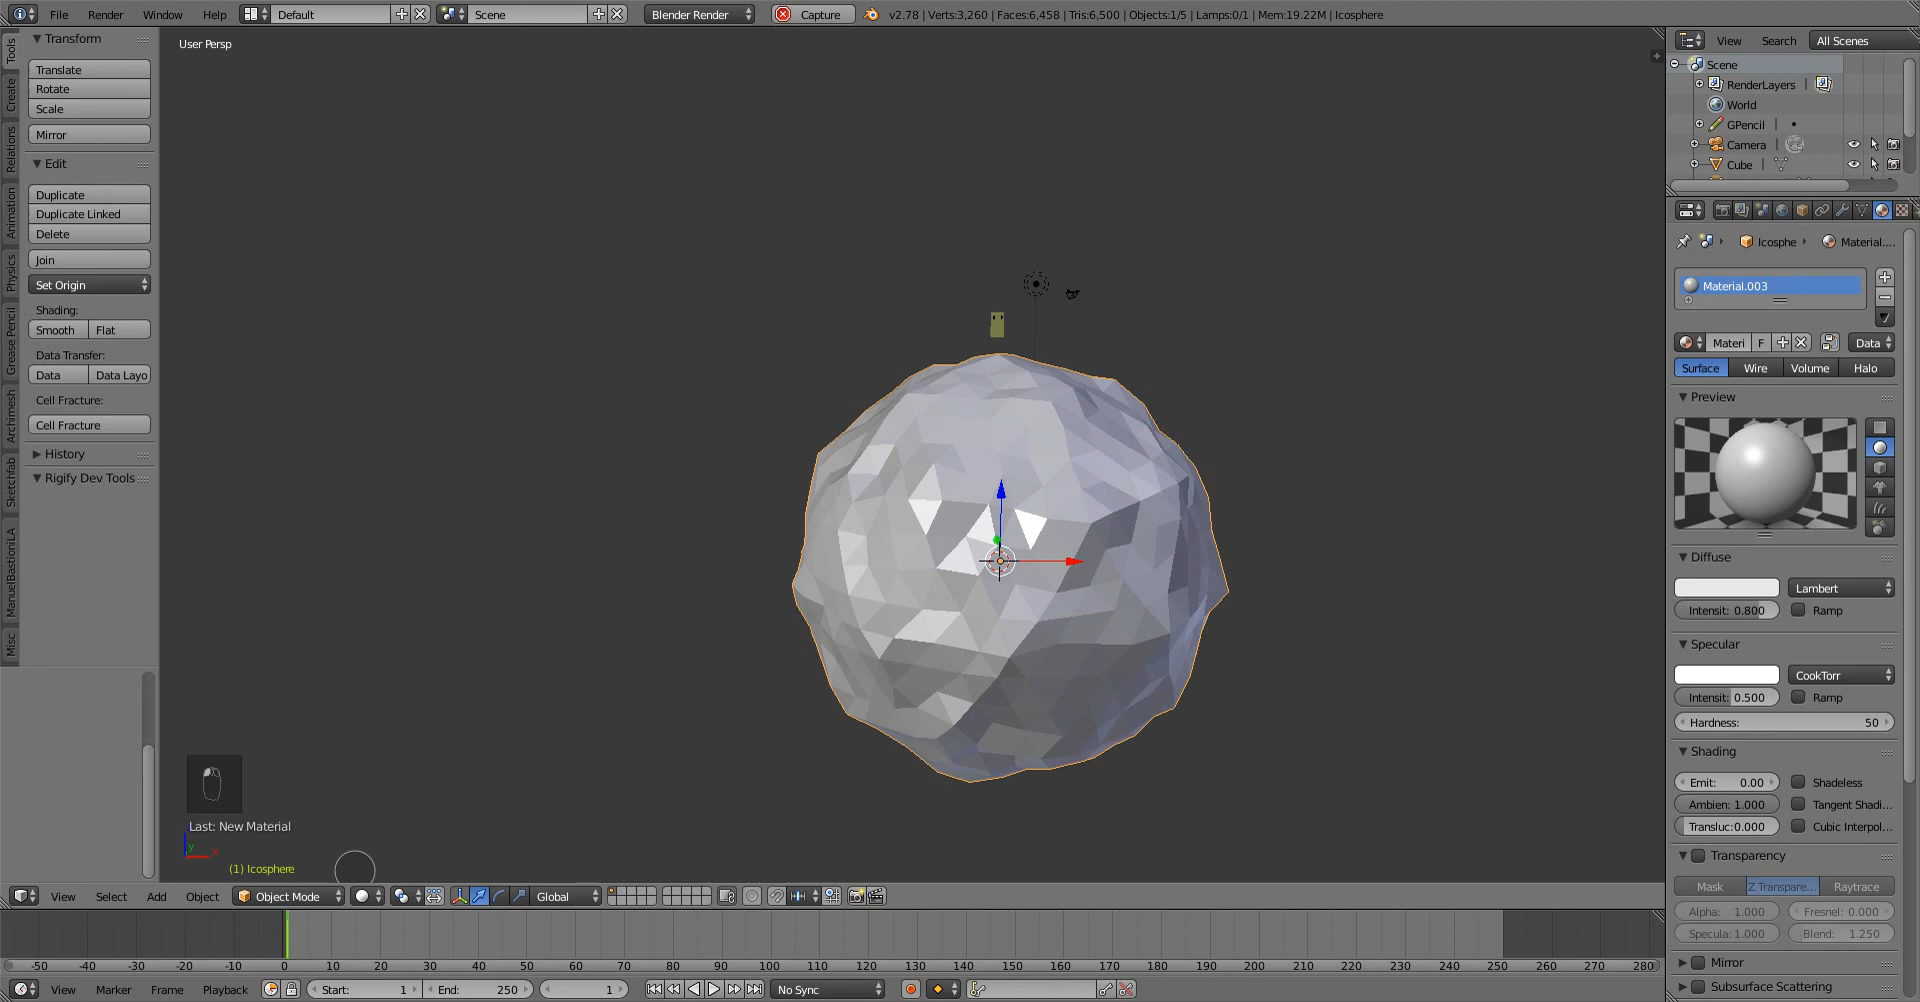 File Render Window Help Default Scene Blender Render Capture v2.78 | Verts:3,260 | Faces:6,458 | Tris:6,500 | Objects:1/5 | Lamps:0/1 | Mem:19.22M | Icosphere
Tools
Create
Relations
Animation
Physics
Grease Pencil
Archimesh
Sketchfab
ManuelBastioniLA
Misc
Transform
Translate
Rotate
Scale
Mirror
Edit
Duplicate
Duplicate Linked
Delete
Join
Set Origin
Shading:
Smooth Flat
Data Transfer:
Data Data Layo
Cell Fracture:
Cell Fracture
History
Rigify Dev Tools
User Persp
Last: New Material
y x
(1) Icosphere
View Select Add Object Object Mode Global
-50 -40 -30 -20 -10 0 10 20 30 40 50 60 70 80 90 100 110 120 130 140 150 160 170 180 190 200 210 220 230 240 250 260 270 280
View Marker Frame Playback Start: 1 End: 250 1 No Sync
View Search All Scenes
Scene
RenderLayers
World
GPencil
Camera
Cube
Icosphe Material....
Material.003
Materi F Data
Surface Wire Volume Halo
Preview
Diffuse
Lambert
Intensit: 0.800 Ramp
Specular
CookTorr
Intensit: 0.500 Ramp
Hardness: 50
Shading
Emit: 0.00 Shadeless
Ambien: 1.000 Tangent Shadi...
Transluc:0.000 Cubic Interpol...
Transparency
Mask Z Transpare... Raytrace
Alpha: 1.000 Fresnel: 0.000
Specula: 1.000 Blend: 1.250
Mirror
Subsurface Scattering